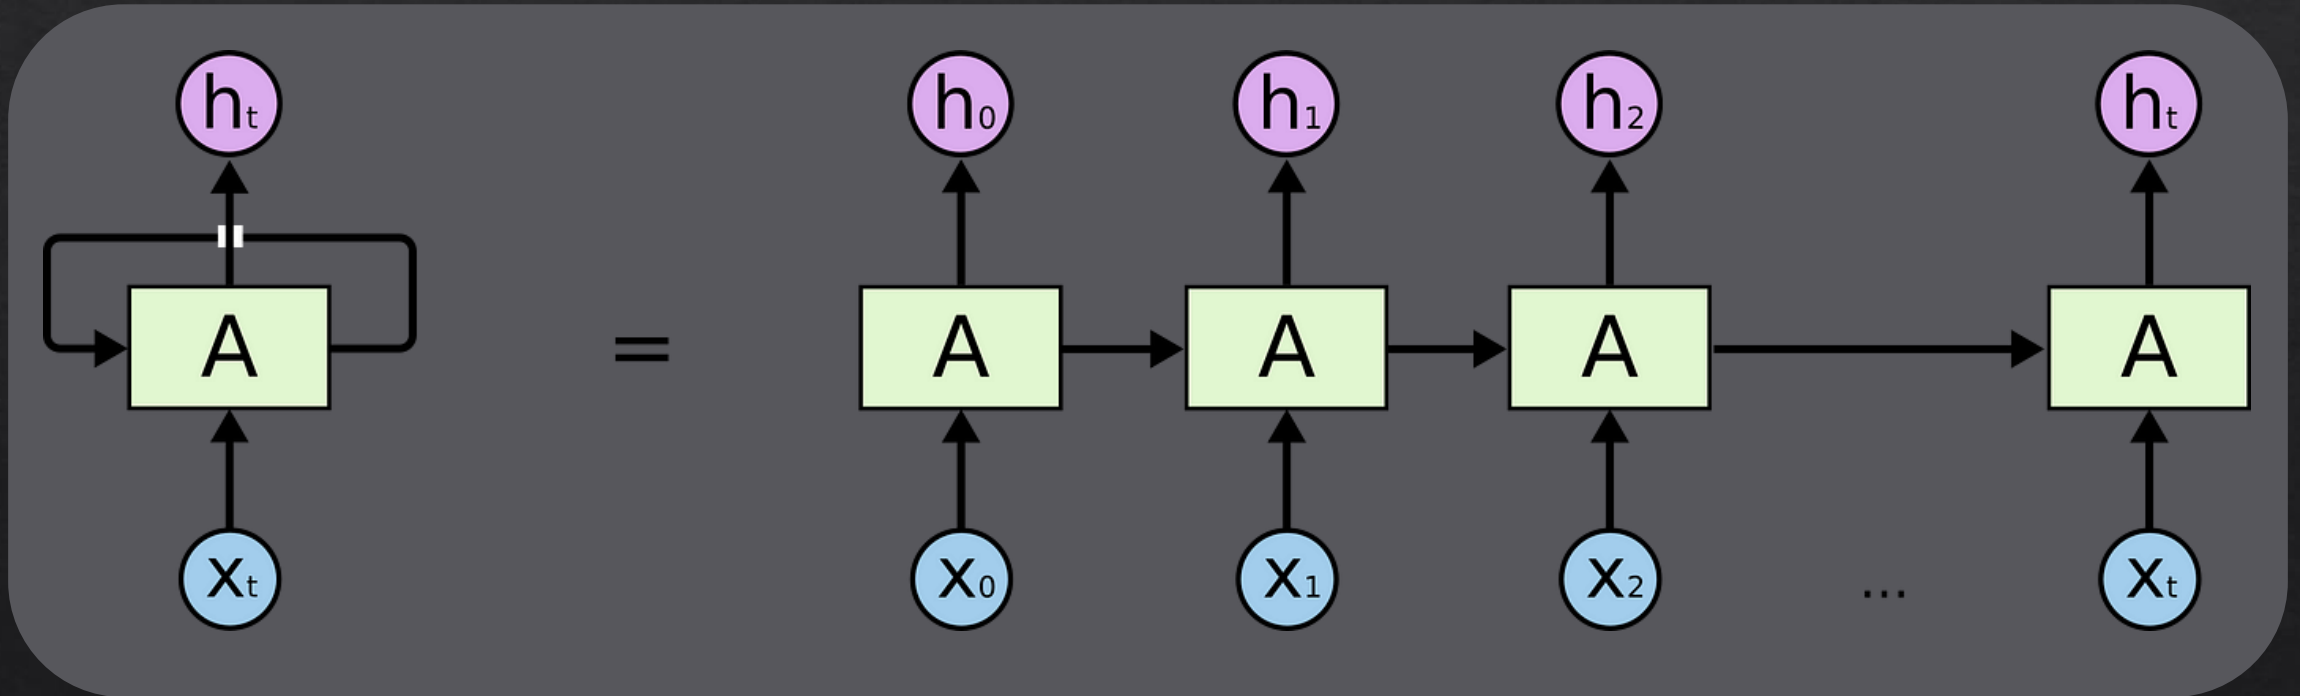 ht h0 h1 h2 ht
A = A A A A
xt x0 x1 x2 ... xt